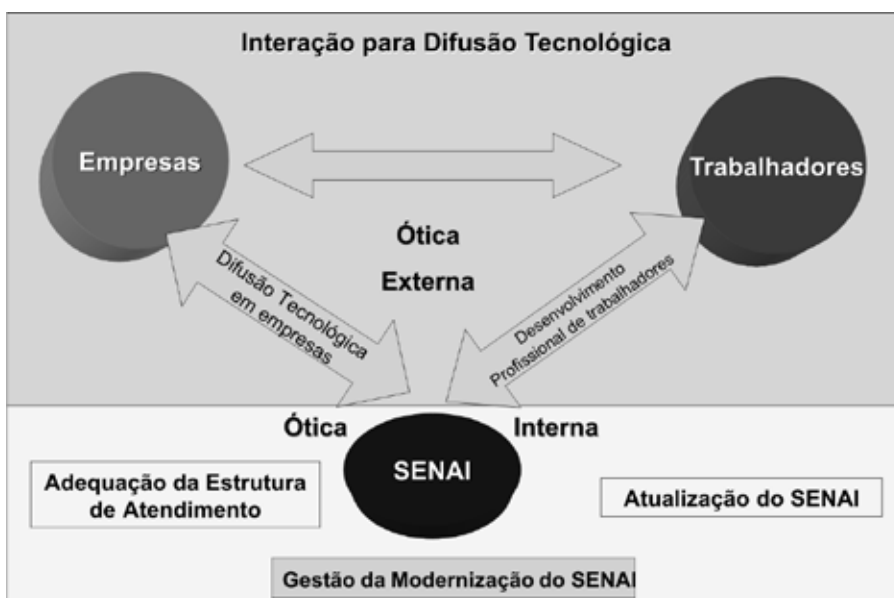 Interação para Difusão Tecnológica
Empresas
Trabalhadores
Ótica
Externa
Difusão Tecnológica
em empresas
Desenvolvimento
Profissional de trabalhadores
Ótica
Interna
SENAI
Adequação da Estrutura
de Atendimento
Atualização do SENAI
Gestão da Modernização do SENAI